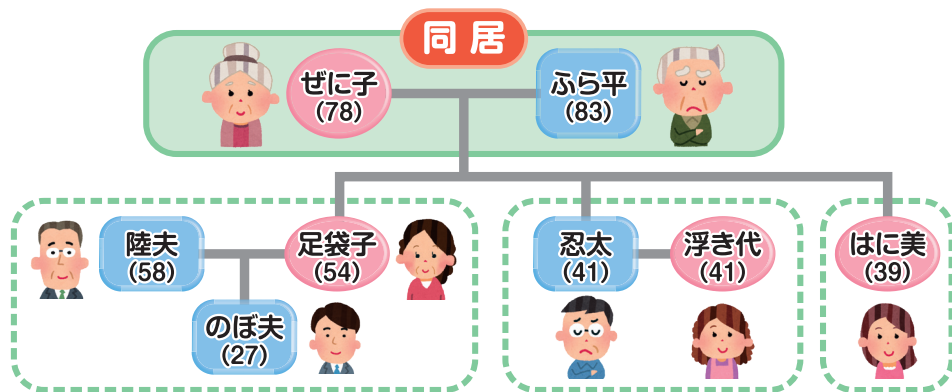 同居
ぜに子
(78)
ふら平
(83)
陸夫
(58)
足袋子
(54)
忍太
(41)
浮き代
(41)
はに美
(39)
のぼ夫
(27)